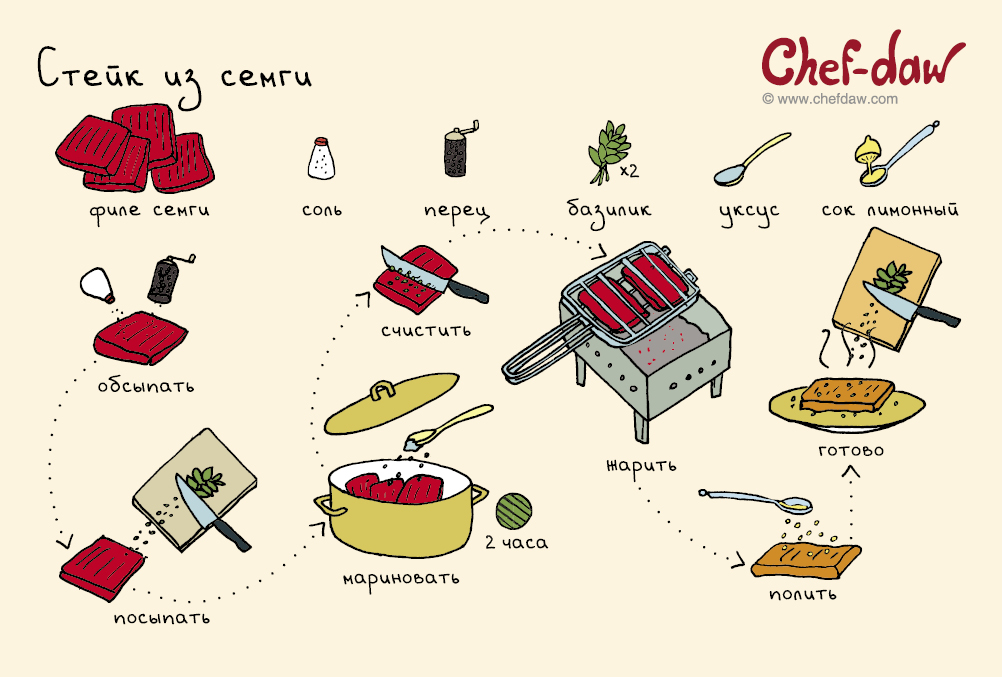 Стейк из семги
Chef-daw
© www.chefdaw.com
филе семги
соль
перец
x2
базилик
уксус
сок лимонный
обсыпать
счистить
жарить
готово
2 часа
мариновать
полить
посыпать